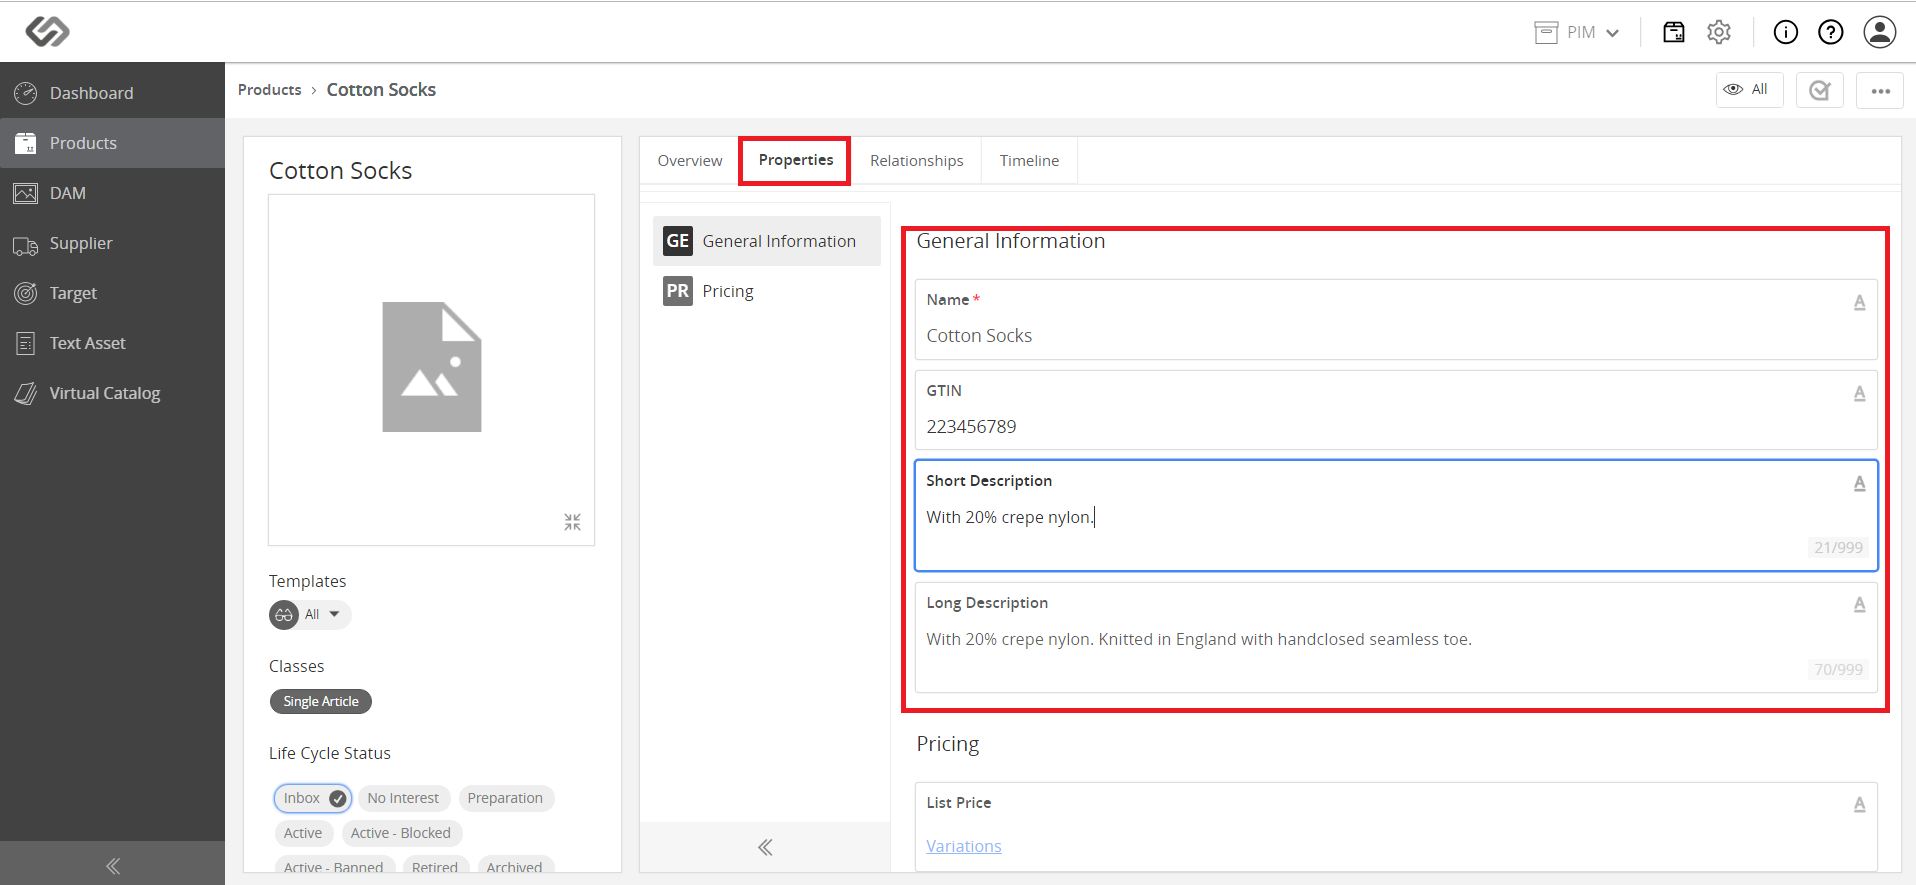 PIM
Dashboard
Products
DAM
Supplier
Target
Text Asset
Virtual Catalog
Products › Cotton Socks
All
Cotton Socks
Templates
All
Classes
Single Article
Life Cycle Status
Inbox No Interest Preparation
Active Active - Blocked
Active - Banned Retired Archived
Overview Properties Relationships Timeline
GE General Information
PR Pricing
General Information
Name *
Cotton Socks
GTIN
223456789
Short Description
With 20% crepe nylon.
21/999
Long Description
With 20% crepe nylon. Knitted in England with handclosed seamless toe.
70/999
Pricing
List Price
Variations